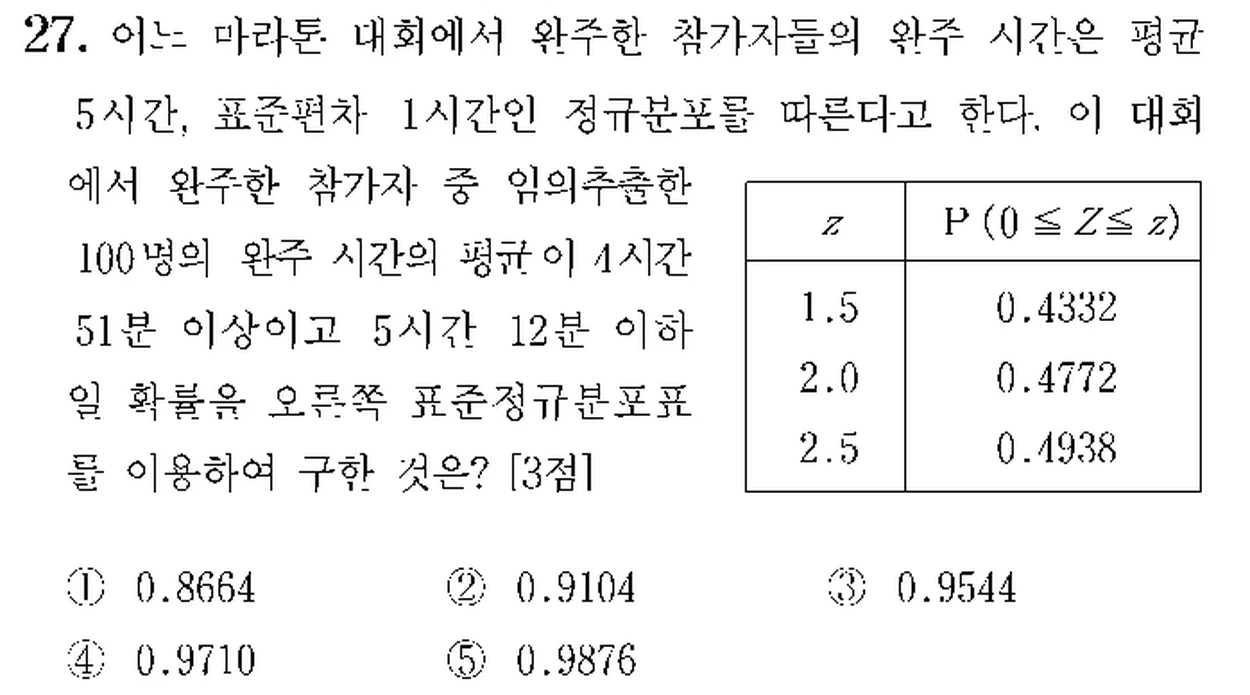 27. 어느 마라톤 대회에서 완주한 참가자들의 완주 시간은 평균
5시간, 표준편차 1시간인 정규분포를 따른다고 한다. 이 대회
에서 완주한 참가자 중 임의추출한
100명의 완주 시간의 평균이 4시간
51분 이상이고 5시간 12분 이하
일 확률을 오른쪽 표준정규분포표
를 이용하여 구한 것은? [3점]
z P(0≦Z≦z)
1.5 0.4332
2.0 0.4772
2.5 0.4938
① 0.8664 ② 0.9104 ③ 0.9544
④ 0.9710 ⑤ 0.9876